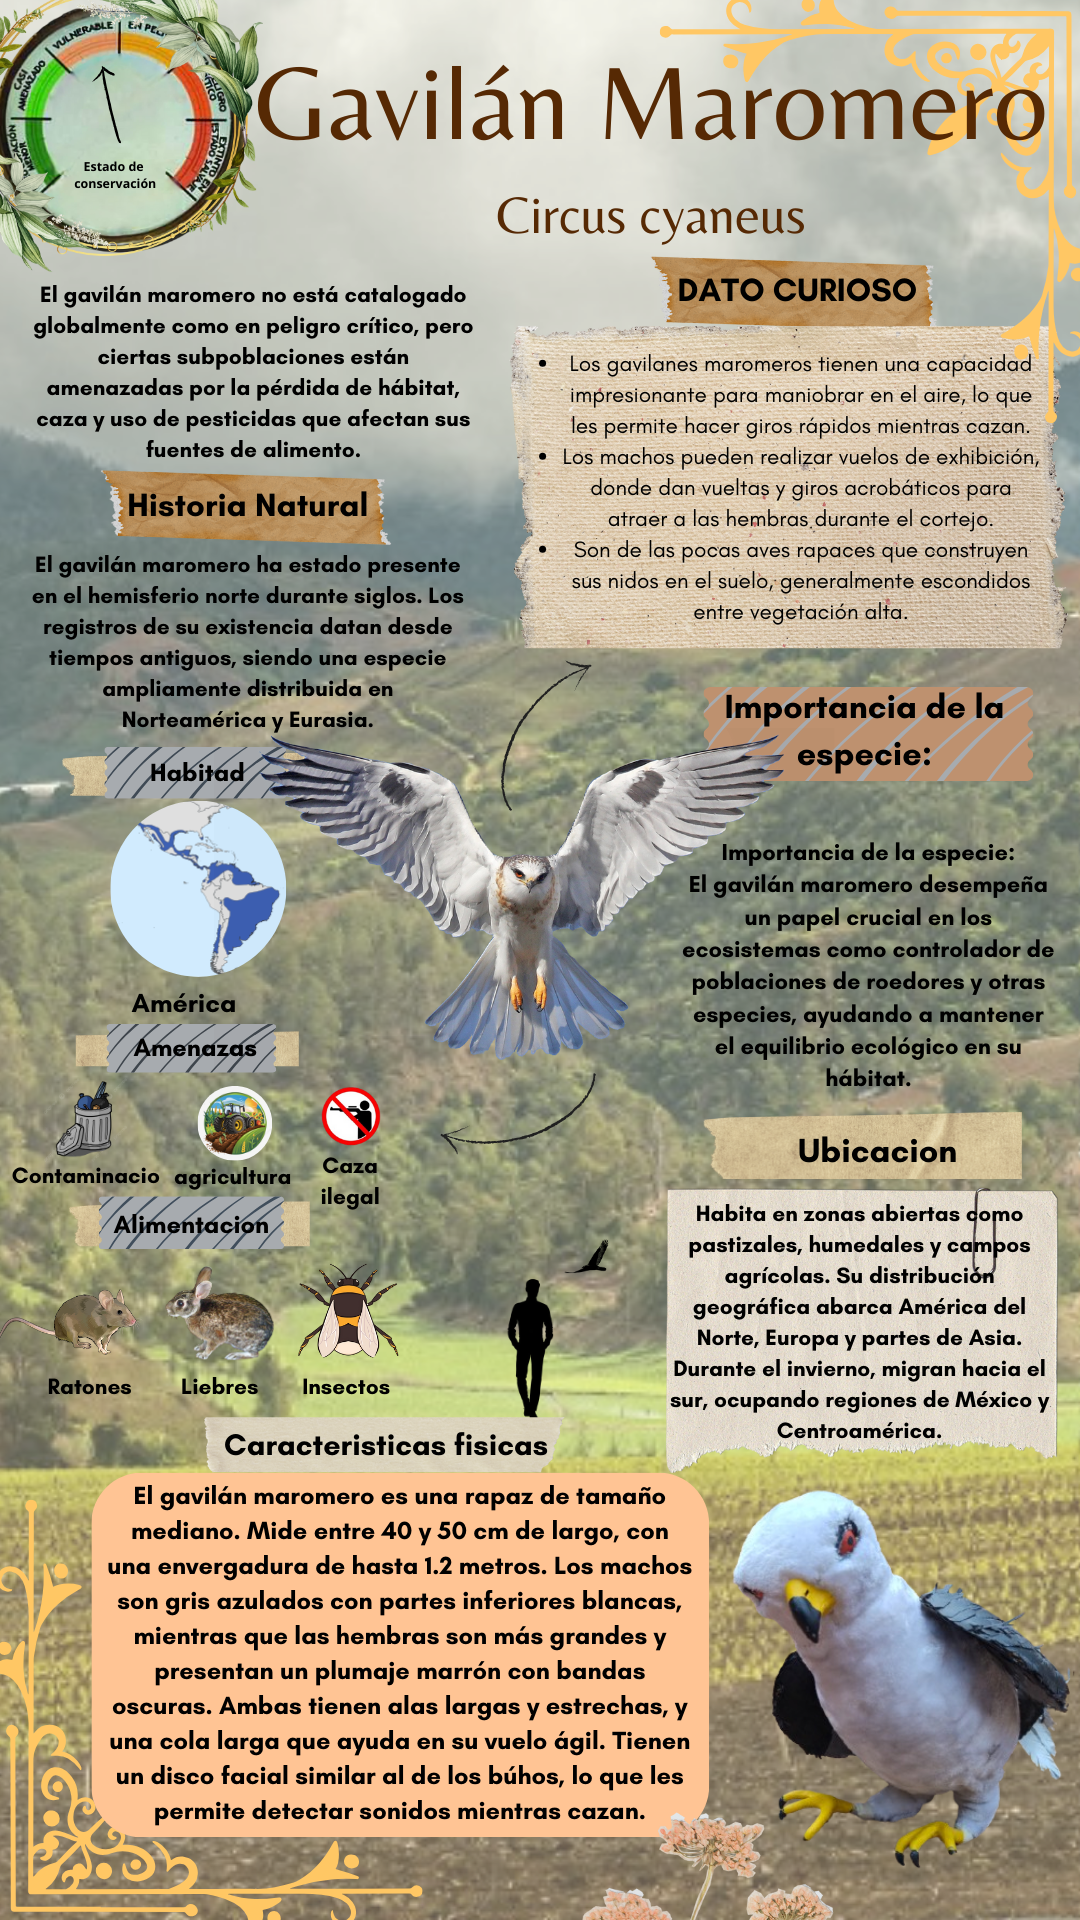 CASI
AMENAZADO
VULNERABLE
EN
MENOR
EXTINTO EN
ESTADO SALVAJE
Estado de
conservación
Gavilán Maromero
Circus cyaneus
El gavilán maromero no está catalogado
globalmente como en peligro crítico, pero
ciertas subpoblaciones están
amenazadas por la pérdida de hábitat,
caza y uso de pesticidas que afectan sus
fuentes de alimento.
DATO CURIOSO
• Los gavilanes maromeros tienen una capacidad
impresionante para maniobrar en el aire, lo que
les permite hacer giros rápidos mientras cazan.
• Los machos pueden realizar vuelos de exhibición,
donde dan vueltas y giros acrobáticos para
atraer a las hembras durante el cortejo.
• Son de las pocas aves rapaces que construyen
sus nidos en el suelo, generalmente escondidos
entre vegetación alta.
Historia Natural
El gavilán maromero ha estado presente
en el hemisferio norte durante siglos. Los
registros de su existencia datan desde
tiempos antiguos, siendo una especie
ampliamente distribuida en
Norteamérica y Eurasia.
Importancia de la
especie:
Importancia de la especie:
El gavilán maromero desempeña
un papel crucial en los
ecosistemas como controlador de
poblaciones de roedores y otras
especies, ayudando a mantener
el equilibrio ecológico en su
hábitat.
Habitad
América
Amenazas
Contaminacio
agricultura
Caza
ilegal
Alimentacion
Ratones
Liebres
Insectos
Ubicacion
Habita en zonas abiertas como
pastizales, humedales y campos
agrícolas. Su distribución
geográfica abarca América del
Norte, Europa y partes de Asia.
Durante el invierno, migran hacia el
sur, ocupando regiones de México y
Centroamérica.
Caracteristicas fisicas
El gavilán maromero es una rapaz de tamaño
mediano. Mide entre 40 y 50 cm de largo, con
una envergadura de hasta 1.2 metros. Los machos
son gris azulados con partes inferiores blancas,
mientras que las hembras son más grandes y
presentan un plumaje marrón con bandas
oscuras. Ambas tienen alas largas y estrechas, y
una cola larga que ayuda en su vuelo ágil. Tienen
un disco facial similar al de los búhos, lo que les
permite detectar sonidos mientras cazan.